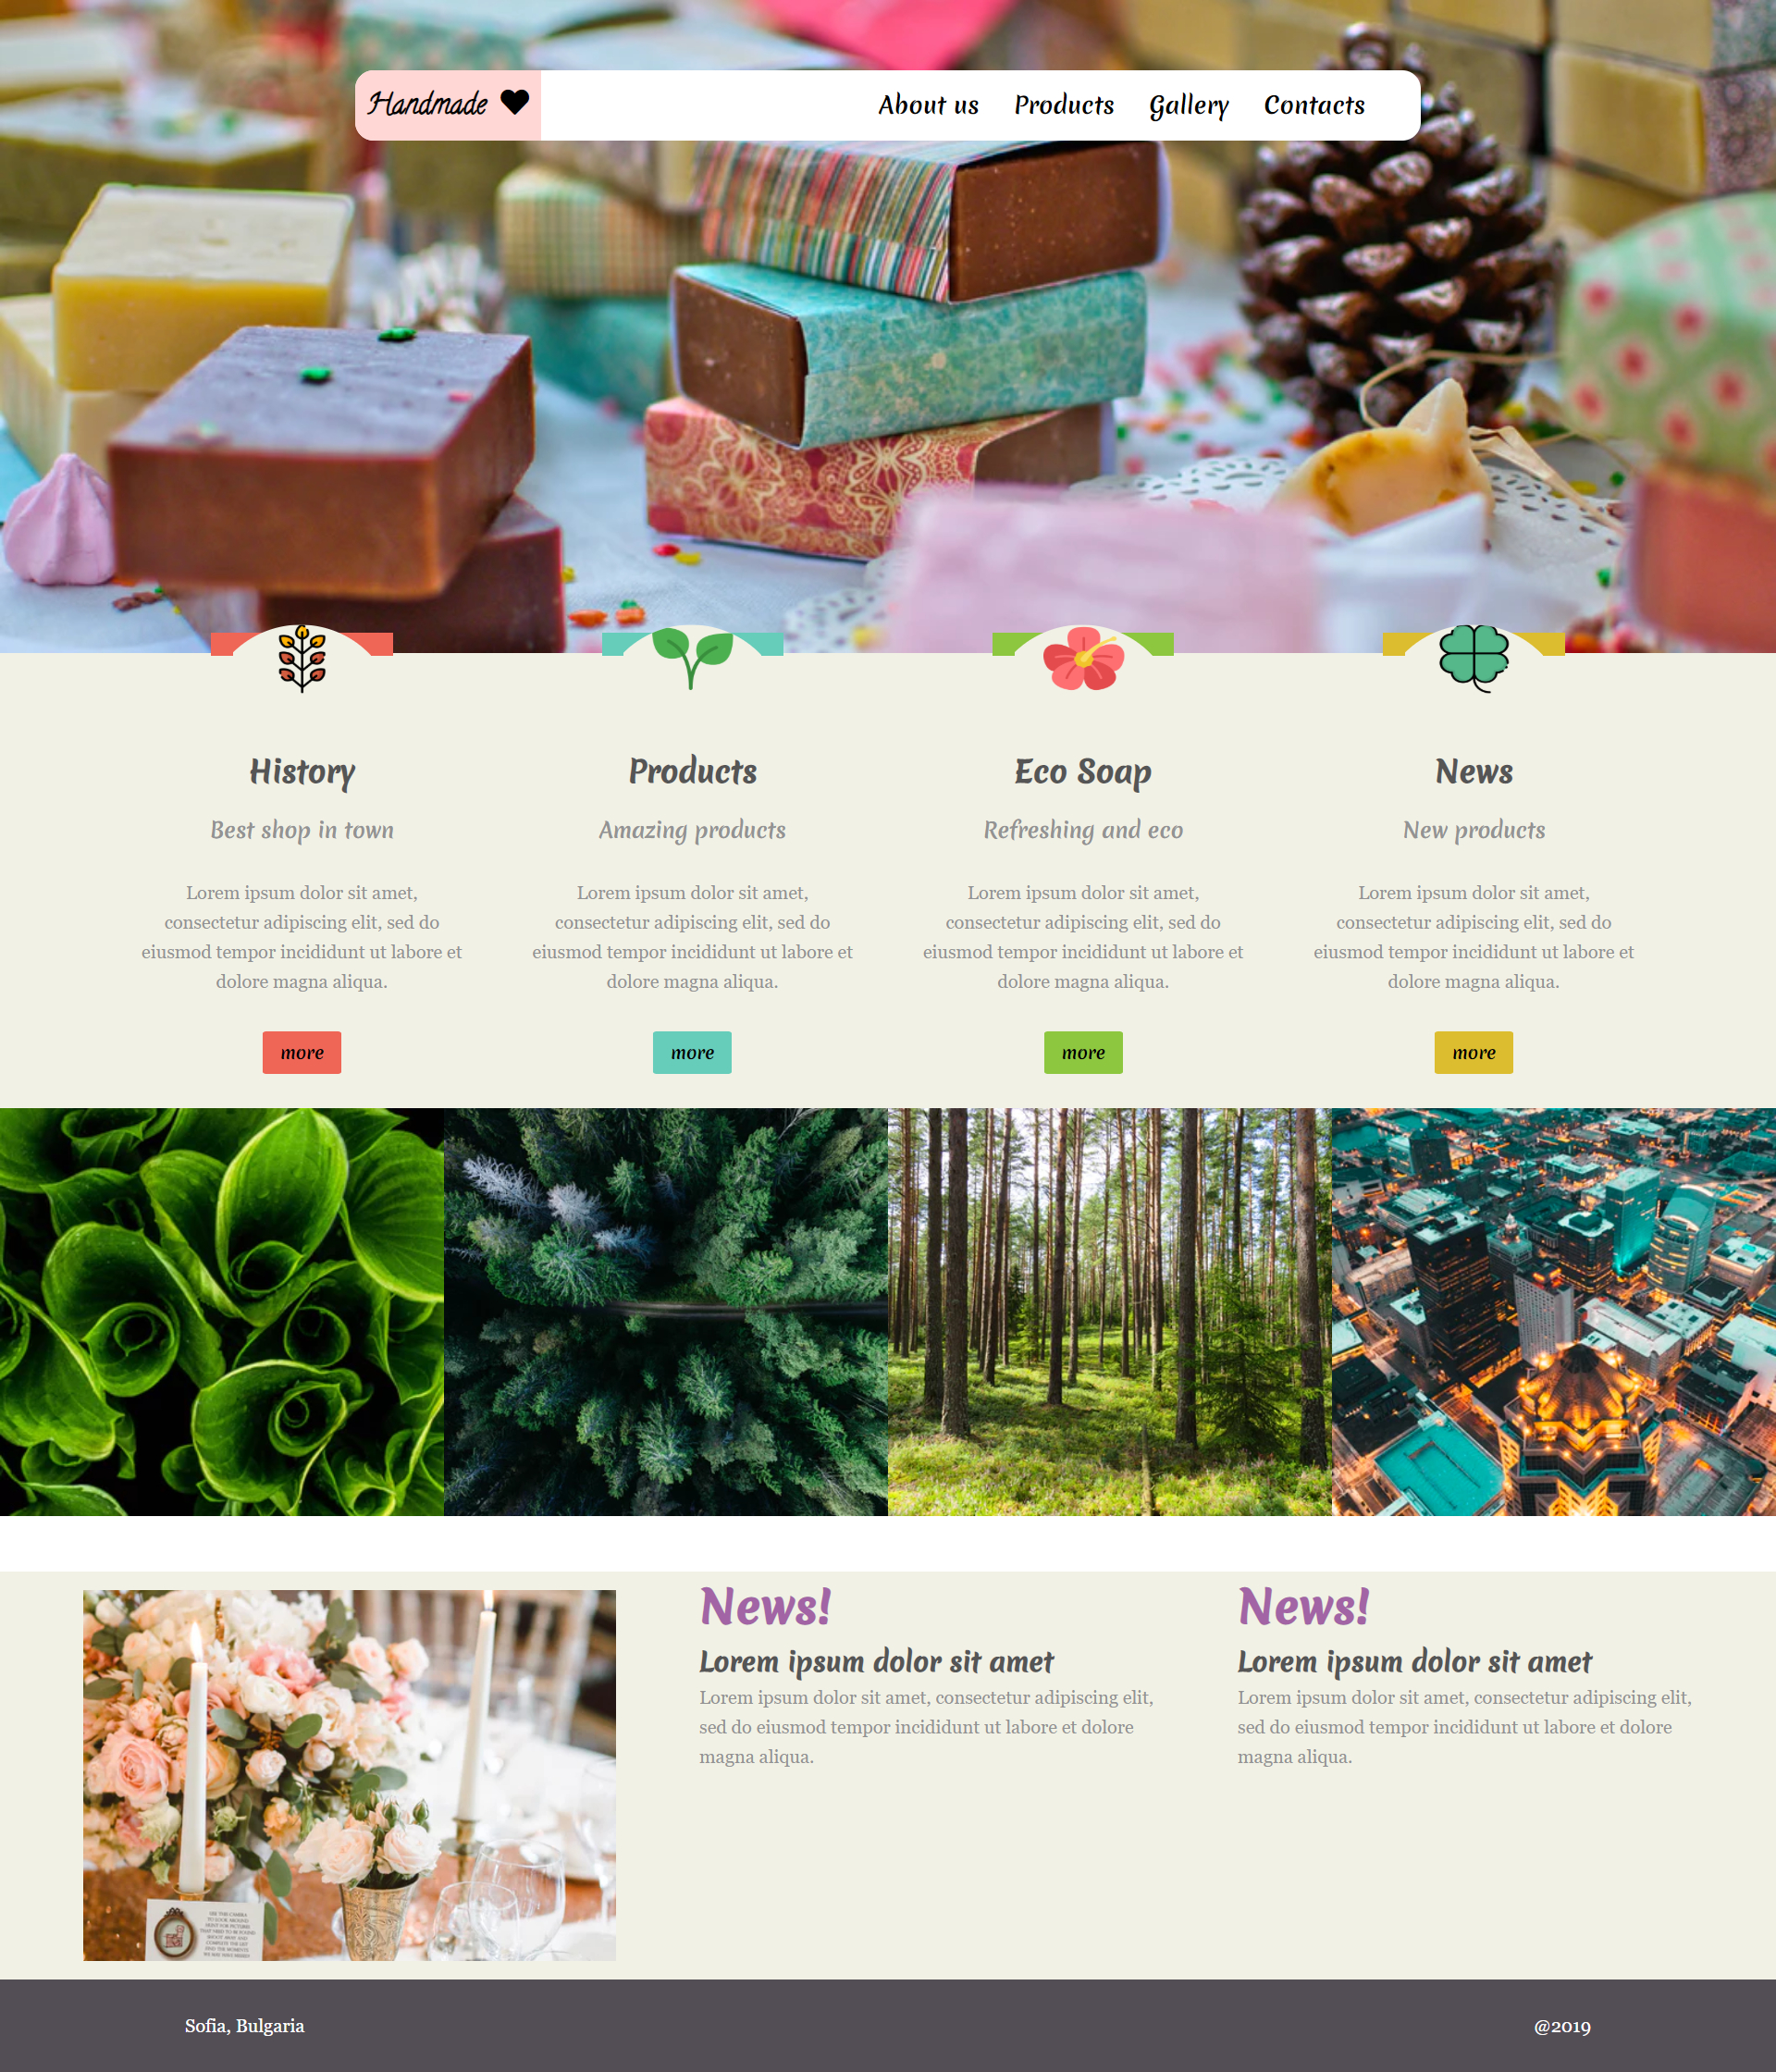 Handmade
About us Products Gallery Contacts
History
Best shop in town
Lorem ipsum dolor sit amet,
consectetur adipiscing elit, sed do
eiusmod tempor incididunt ut labore et
dolore magna aliqua.
more
Products
Amazing products
Lorem ipsum dolor sit amet,
consectetur adipiscing elit, sed do
eiusmod tempor incididunt ut labore et
dolore magna aliqua.
more
Eco Soap
Refreshing and eco
Lorem ipsum dolor sit amet,
consectetur adipiscing elit, sed do
eiusmod tempor incididunt ut labore et
dolore magna aliqua.
more
News
New products
Lorem ipsum dolor sit amet,
consectetur adipiscing elit, sed do
eiusmod tempor incididunt ut labore et
dolore magna aliqua.
more
News!
Lorem ipsum dolor sit amet
Lorem ipsum dolor sit amet, consectetur adipiscing elit,
sed do eiusmod tempor incididunt ut labore et dolore
magna aliqua.
News!
Lorem ipsum dolor sit amet
Lorem ipsum dolor sit amet, consectetur adipiscing elit,
sed do eiusmod tempor incididunt ut labore et dolore
magna aliqua.
Sofia, Bulgaria
@2019